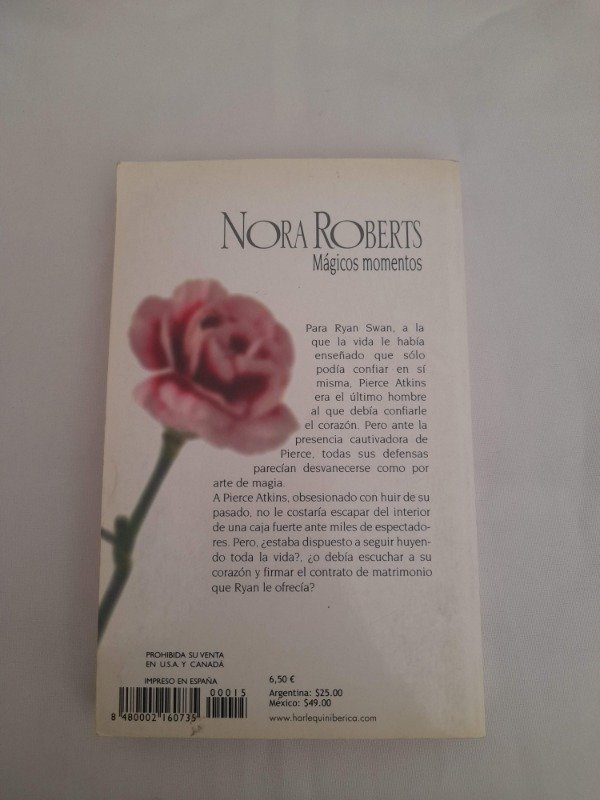 NORA ROBERTS
Mágicos momentos
Para Ryan Swan, a la
que la vida le había
enseñado que sólo
podía confiar en sí
misma, Pierce Atkins
era el último hombre
al que debía confiarle
el corazón. Pero ante la
presencia cautivadora de
Pierce, todas sus defensas
parecían desvanecerse como por
arte de magia.
A Pierce Atkins, obsesionado con huir de su
pasado, no le costaría escapar del interior
de una caja fuerte ante miles de espectado-
res. Pero, ¿estaba dispuesto a seguir huyen-
do toda la vida?, ¿o debía escuchar a su
corazón y firmar el contrato de matrimonio
que Ryan le ofrecía?
PROHIBIDA SU VENTA
EN U.S.A. Y CANADÁ
IMPRESO EN ESPAÑA
00015
8 480002 160735
6,50 €
Argentina: $25.00
México: $49.00
www.harlequiniberica.com